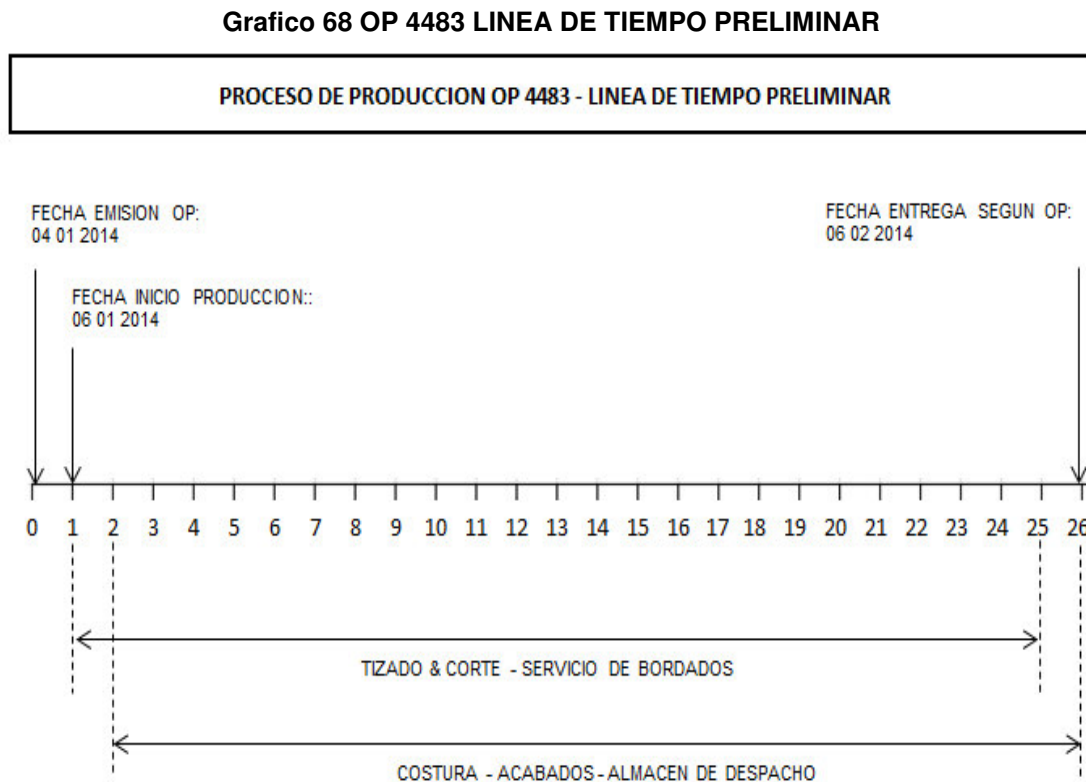 Grafico 68 OP 4483 LINEA DE TIEMPO PRELIMINAR
PROCESO DE PRODUCCION OP 4483 - LINEA DE TIEMPO PRELIMINAR
FECHA EMISION OP:
04 01 2014
FECHA ENTREGA SEGUN OP:
06 02 2014
FECHA INICIO PRODUCCION::
06 01 2014
0 1 2 3 4 5 6 7 8 9 10 11 12 13 14 15 16 17 18 19 20 21 22 23 24 25 26
TIZADO & CORTE - SERVICIO DE BORDADOS
COSTURA - ACABADOS - ALMACEN DE DESPACHO